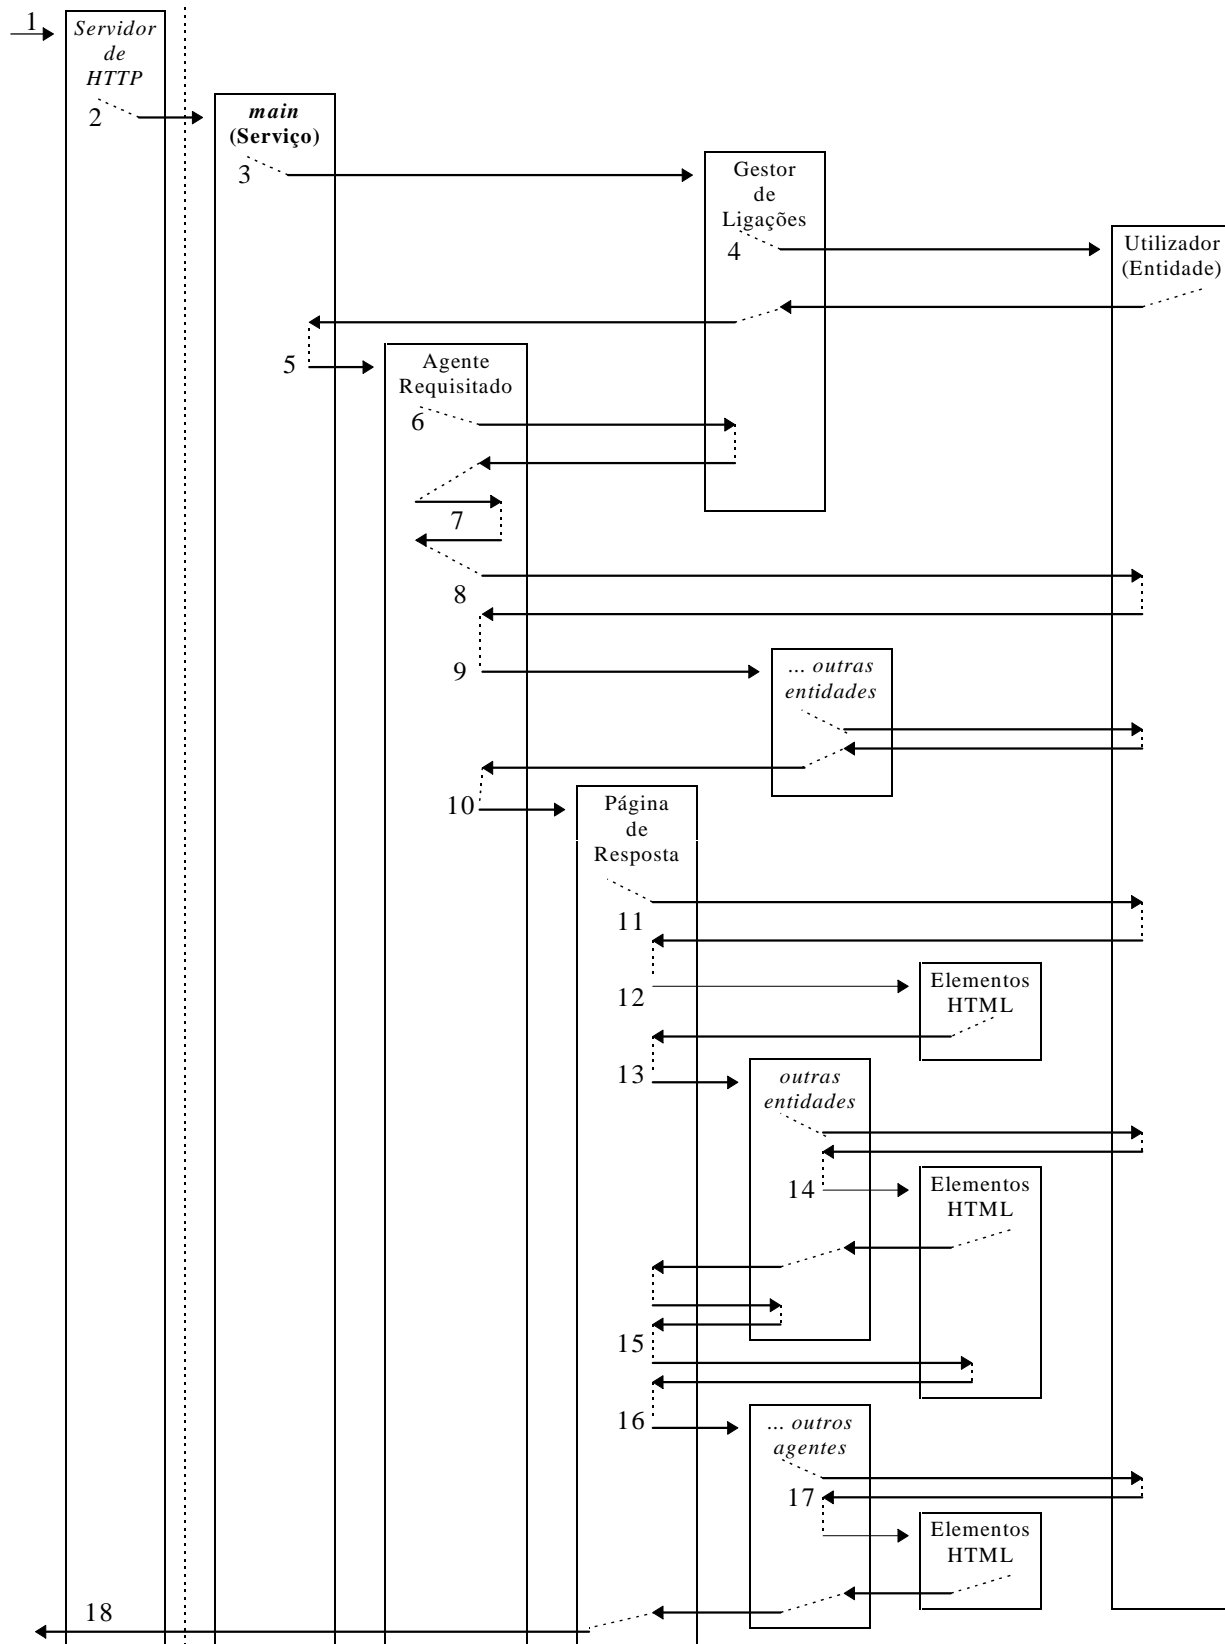 1
Servidor
de
HTTP
2
main
(Serviço)
3
Gestor
de
Ligações
4
Utilizador
(Entidade)
5
Agente
Requisitado
6
7
8
9
... outras
entidades
10
Página
de
Resposta
11
12
Elementos
HTML
13
outras
entidades
14
Elementos
HTML
15
16
... outros
agentes
17
Elementos
HTML
18